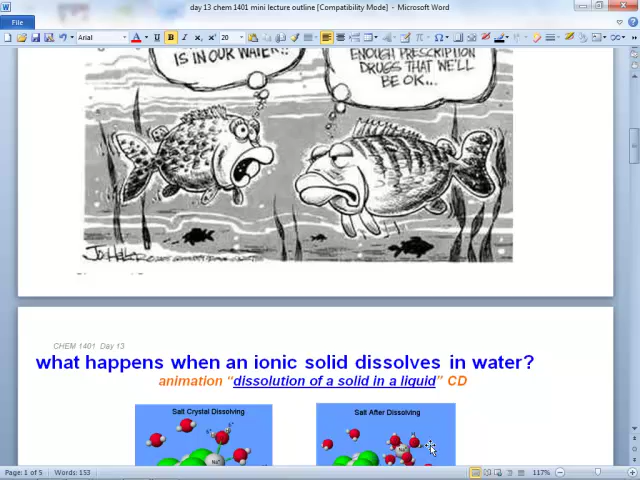 day 13 chem 1401 mini lecture outline [Compatibility Mode] - Microsoft Word
File
Arial
20
IS IN OUR WATER!!
ENOUGH PRESCRIPTION
DRUGS THAT WE'LL
BE OK...
CHEM 1401 Day 13
what happens when an ionic solid dissolves in water?
animation “dissolution of a solid in a liquid” CD
Salt Crystal Dissolving
Salt After Dissolving
Page: 1 of 5
Words: 153
117%